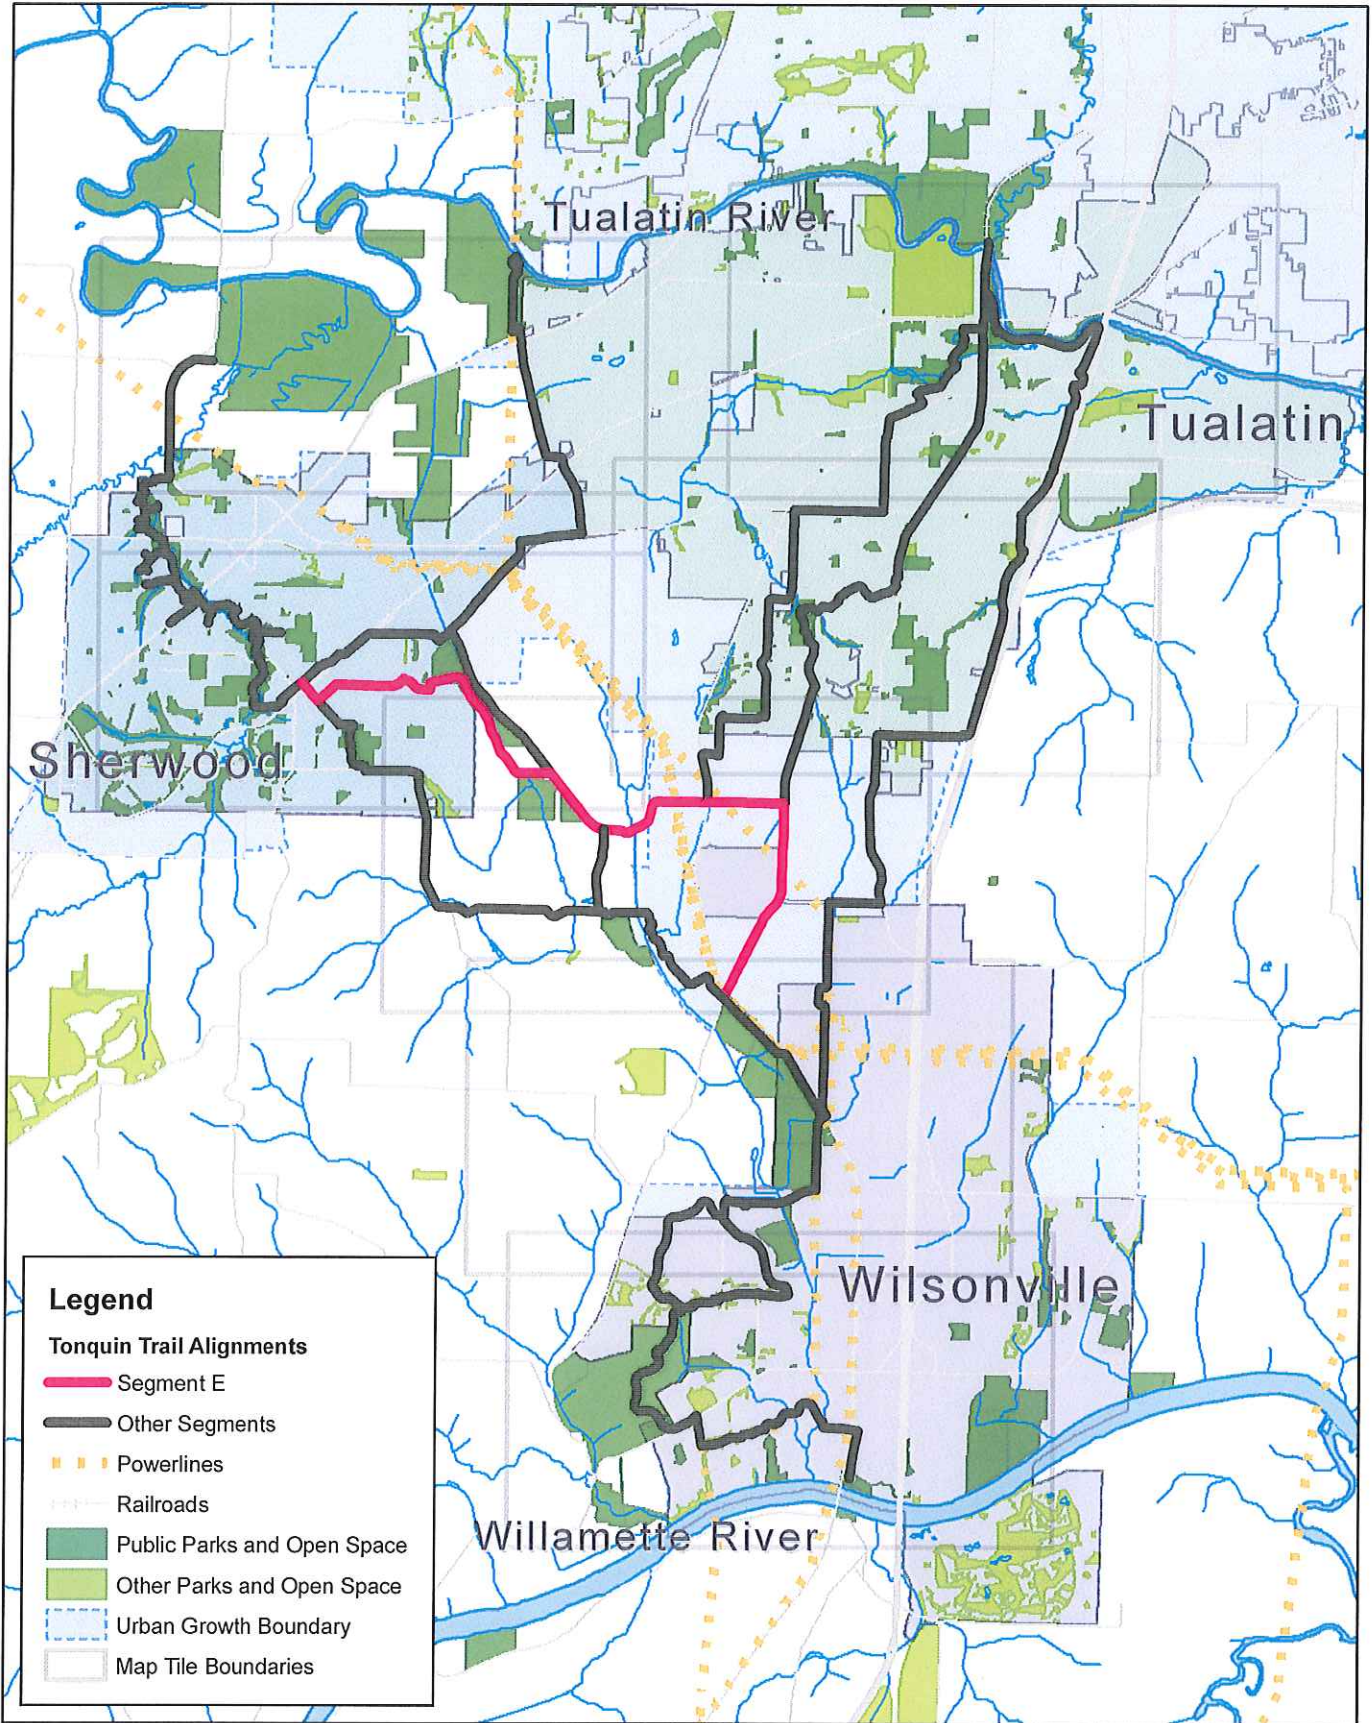 Tualatin River
Tualatin
Sherwood
Wilsonville
Willamette River
Legend
Tonquin Trail Alignments
Segment E
Other Segments
Powerlines
Railroads
Public Parks and Open Space
Other Parks and Open Space
Urban Growth Boundary
Map Tile Boundaries